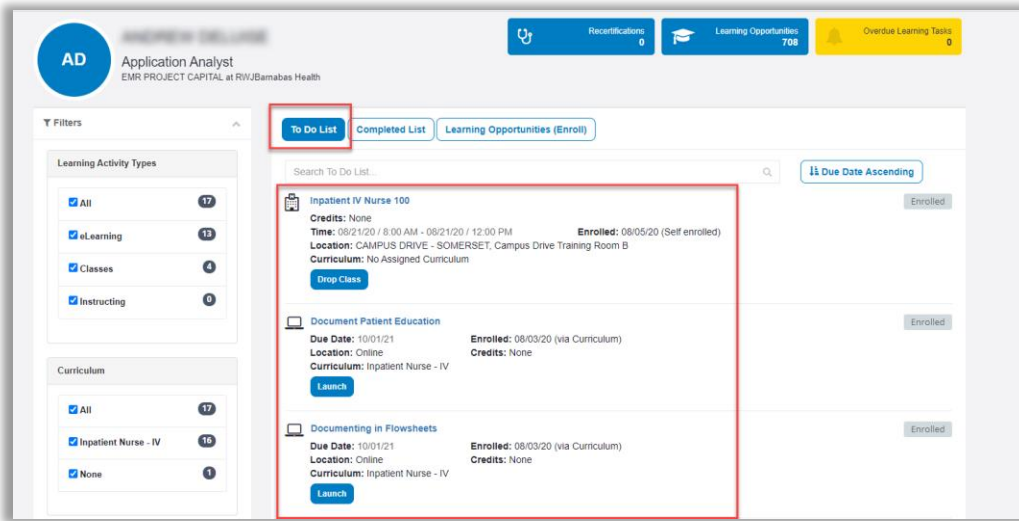 AD
Application Analyst
EMR PROJECT CAPITAL at RWJBarnabas Health
Recertifications
0
Learning Opportunities
708
Overdue Learning Tasks
0
Filters
To Do List
Completed List
Learning Opportunities (Enroll)
Learning Activity Types
All 17
eLearning 13
Classes 4
Instructing 0
Curriculum
All 17
Inpatient Nurse - IV 16
None 1
Search To Do List...
Due Date Ascending
Inpatient IV Nurse 100
Enrolled
Credits: None
Time: 08/21/20 / 8:00 AM - 08/21/20 / 12:00 PM Enrolled: 08/05/20 (Self enrolled)
Location: CAMPUS DRIVE - SOMERSET, Campus Drive Training Room B
Curriculum: No Assigned Curriculum
Drop Class
Document Patient Education
Enrolled
Due Date: 10/01/21 Enrolled: 08/03/20 (via Curriculum)
Location: Online Credits: None
Curriculum: Inpatient Nurse - IV
Launch
Documenting in Flowsheets
Enrolled
Due Date: 10/01/21 Enrolled: 08/03/20 (via Curriculum)
Location: Online Credits: None
Curriculum: Inpatient Nurse - IV
Launch